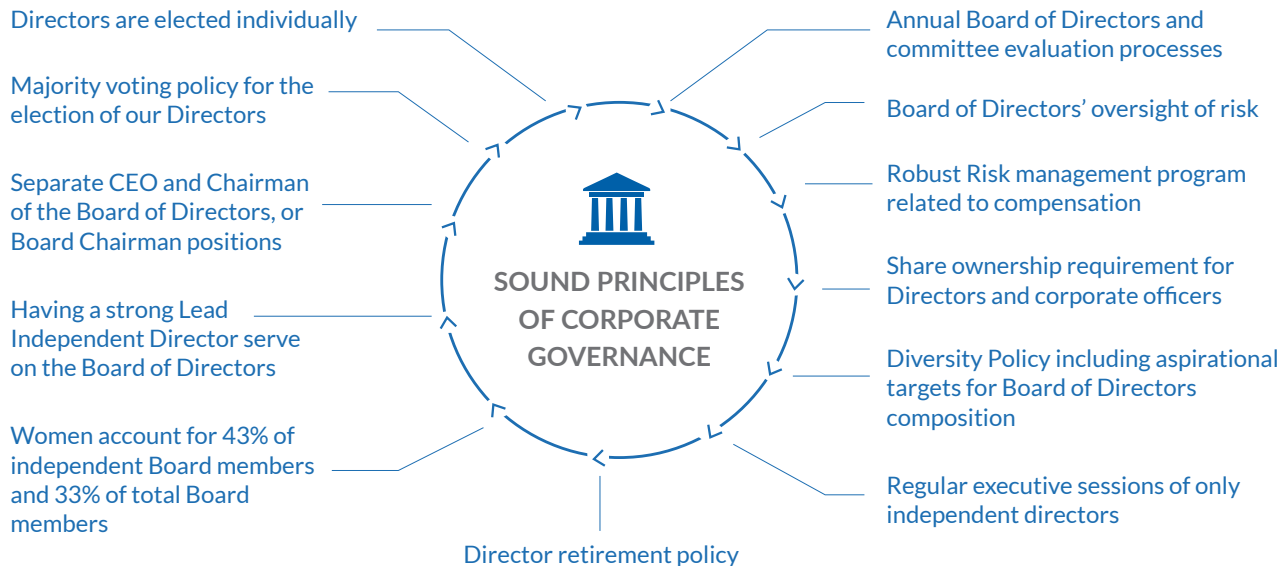 Directors are elected individually
Majority voting policy for the
election of our Directors
Separate CEO and Chairman
of the Board of Directors, or
Board Chairman positions
Having a strong Lead
Independent Director serve
on the Board of Directors
Women account for 43% of
independent Board members
and 33% of total Board
members
SOUND PRINCIPLES
OF CORPORATE
GOVERNANCE
Director retirement policy
Annual Board of Directors and
committee evaluation processes
Board of Directors’ oversight of risk
Robust Risk management program
related to compensation
Share ownership requirement for
Directors and corporate officers
Diversity Policy including aspirational
targets for Board of Directors
composition
Regular executive sessions of only
independent directors